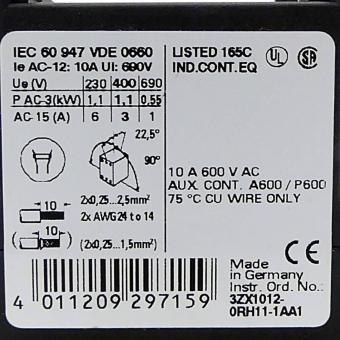 IEC 60 947 VDE 0660
Ie AC-12: 10A UI: 690V
Ue (V) 230 400 690
P AC-3(kW) 1,1 1,1 0.55
AC-15 (A) 6 3 1
LISTED 165C
IND.CONT.EQ
UL
SA
22,5°
90°
10 A 600 V AC
AUX. CONT. A600 / P600
75 °C CU WIRE ONLY
10 2x0,25...2,5mm²
2x AWG24 to 14
( 10 ) (2x0,25...1,5mm²)
4 011209 297159
CE
Made
in Germany
Instr. Ord. No.:
3ZX1012-
0RH11-1AA1